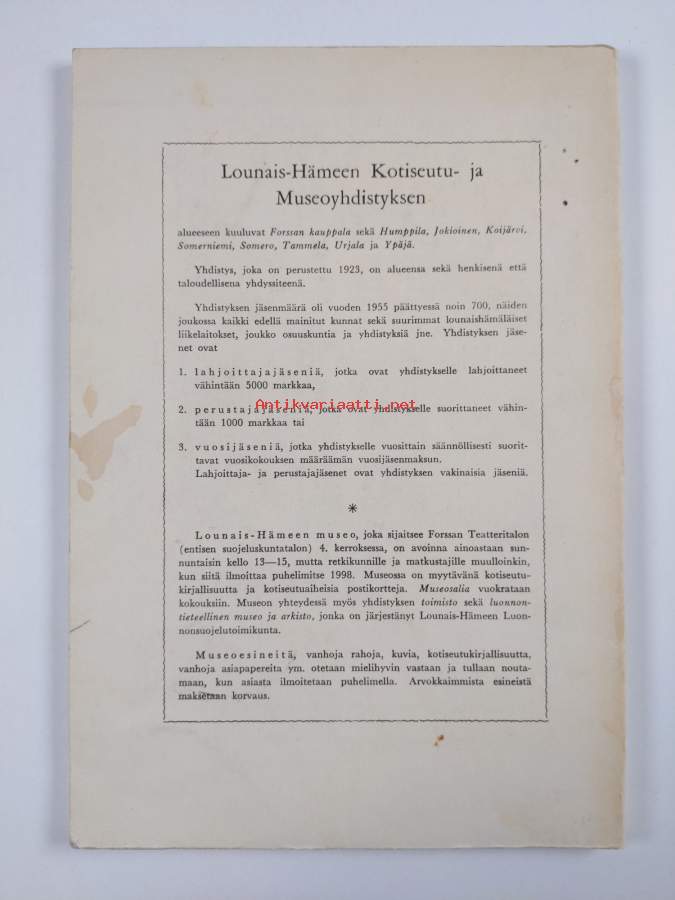 Lounais-Hämeen Kotiseutu- ja
Museoyhdistyksen
alueeseen kuuluvat Forssan kauppala sekä Humppila, Jokioinen, Koijärvi,
Somerniemi, Somero, Tammela, Urjala ja Ypäjä.
Yhdistys, joka on perustettu 1923, on alueensa sekä henkisenä että
taloudellisena yhdyssiteenä.
Yhdistyksen jäsenmäärä oli vuoden 1955 päättyessä noin 700, näiden
joukossa kaikki edellä mainitut kunnat sekä suurimmat lounaishämäläiset
liikelaitokset, joukko osuuskuntia ja yhdistyksiä jne. Yhdistyksen jäse-
net ovat
1. lahjoittajajäseniä, jotka ovat yhdistykselle lahjoittaneet
vähintään 5000 markkaa,
Antikvariaatti.net
2. perustajajäseniä, jotka ovat yhdistykselle suorittaneet vähin-
tään 1000 markkaa tai
3. vuosijäseniä, jotka yhdistykselle vuosittain säännöllisesti suorit-
tavat vuosikokouksen määräämän vuosijäsenmaksun.
Lahjoittaja- ja perustajajäsenet ovat yhdistyksen vakinaisia jäseniä.
*
Lounais-Hämeen museo, joka sijaitsee Forssan Teatteritalon
(entisen suojeluskuntatalon) 4. kerroksessa, on avoinna ainoastaan sun-
nuntaisin kello 13—15, mutta retkikunnille ja matkustajille muulloinkin,
kun siitä ilmoittaa puhelimitse 1998. Museossa on myytävänä kotiseutu-
kirjallisuutta ja kotiseutuaiheisia postikortteja. Museosalia vuokrataan
kokouksiin. Museon yhteydessä myös yhdistyksen toimisto sekä luonnon-
tieteellinen museo ja arkisto, jonka on järjestänyt Lounais-Hämeen Luon-
nonsuojelutoimikunta.
Museoesineitä, vanhoja rahoja, kuvia, kotiseutukirjallisuutta,
vanhoja asiapapereita ym. otetaan mielihyvin vastaan ja tullaan nouta-
maan, kun asiasta ilmoitetaan puhelimella. Arvokkaimmista esineistä
maksetaan korvaus.